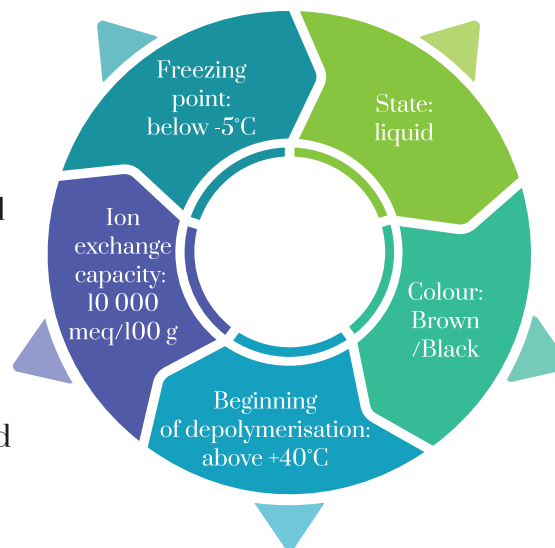 Freezing
point:
below -5°C
State:
liquid
Colour:
Brown
/Black
Beginning
of depolymerisation:
above +40°C
Ion
exchange
capacity:
10 000
meq/100 g